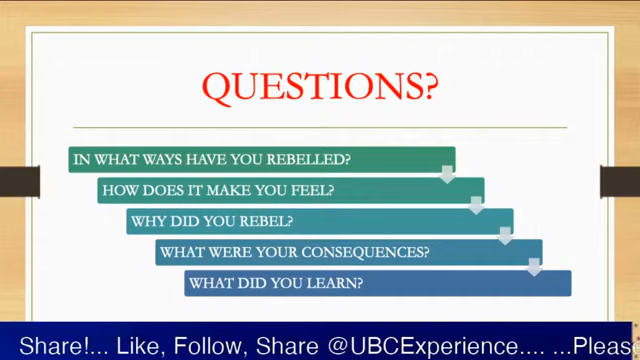 QUESTIONS?
IN WHAT WAYS HAVE YOU REBELLED?
HOW DOES IT MAKE YOU FEEL?
WHY DID YOU REBEL?
WHAT WERE YOUR CONSEQUENCES?
WHAT DID YOU LEARN?
Share!... Like, Follow, Share @UBCExperience.......Please